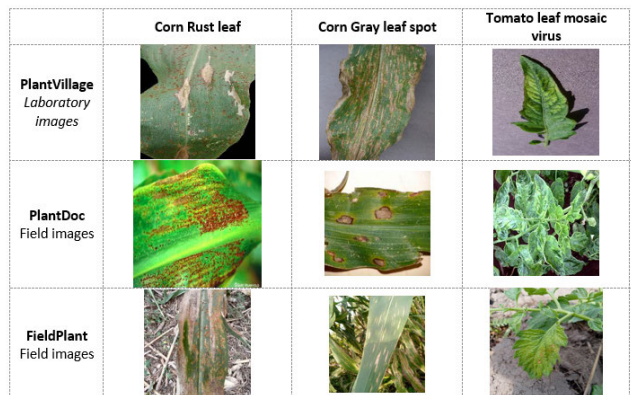 Corn Rust leaf
Corn Gray leaf spot
Tomato leaf mosaic
virus
PlantVillage
Laboratory
images
PlantDoc
Field images
FieldPlant
Field images